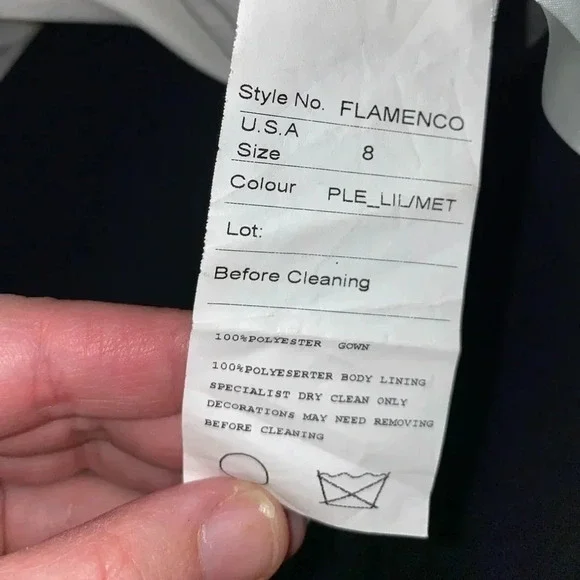 Style No. FLAMENCO
U.S.A
Size 8
Colour PLE_LIL/MET
Lot:
Before Cleaning
100%POLYESTER GOWN
100%POLYESERTER BODY LINING
SPECIALIST DRY CLEAN ONLY
DECORATIONS MAY NEED REMOVING
BEFORE CLEANING